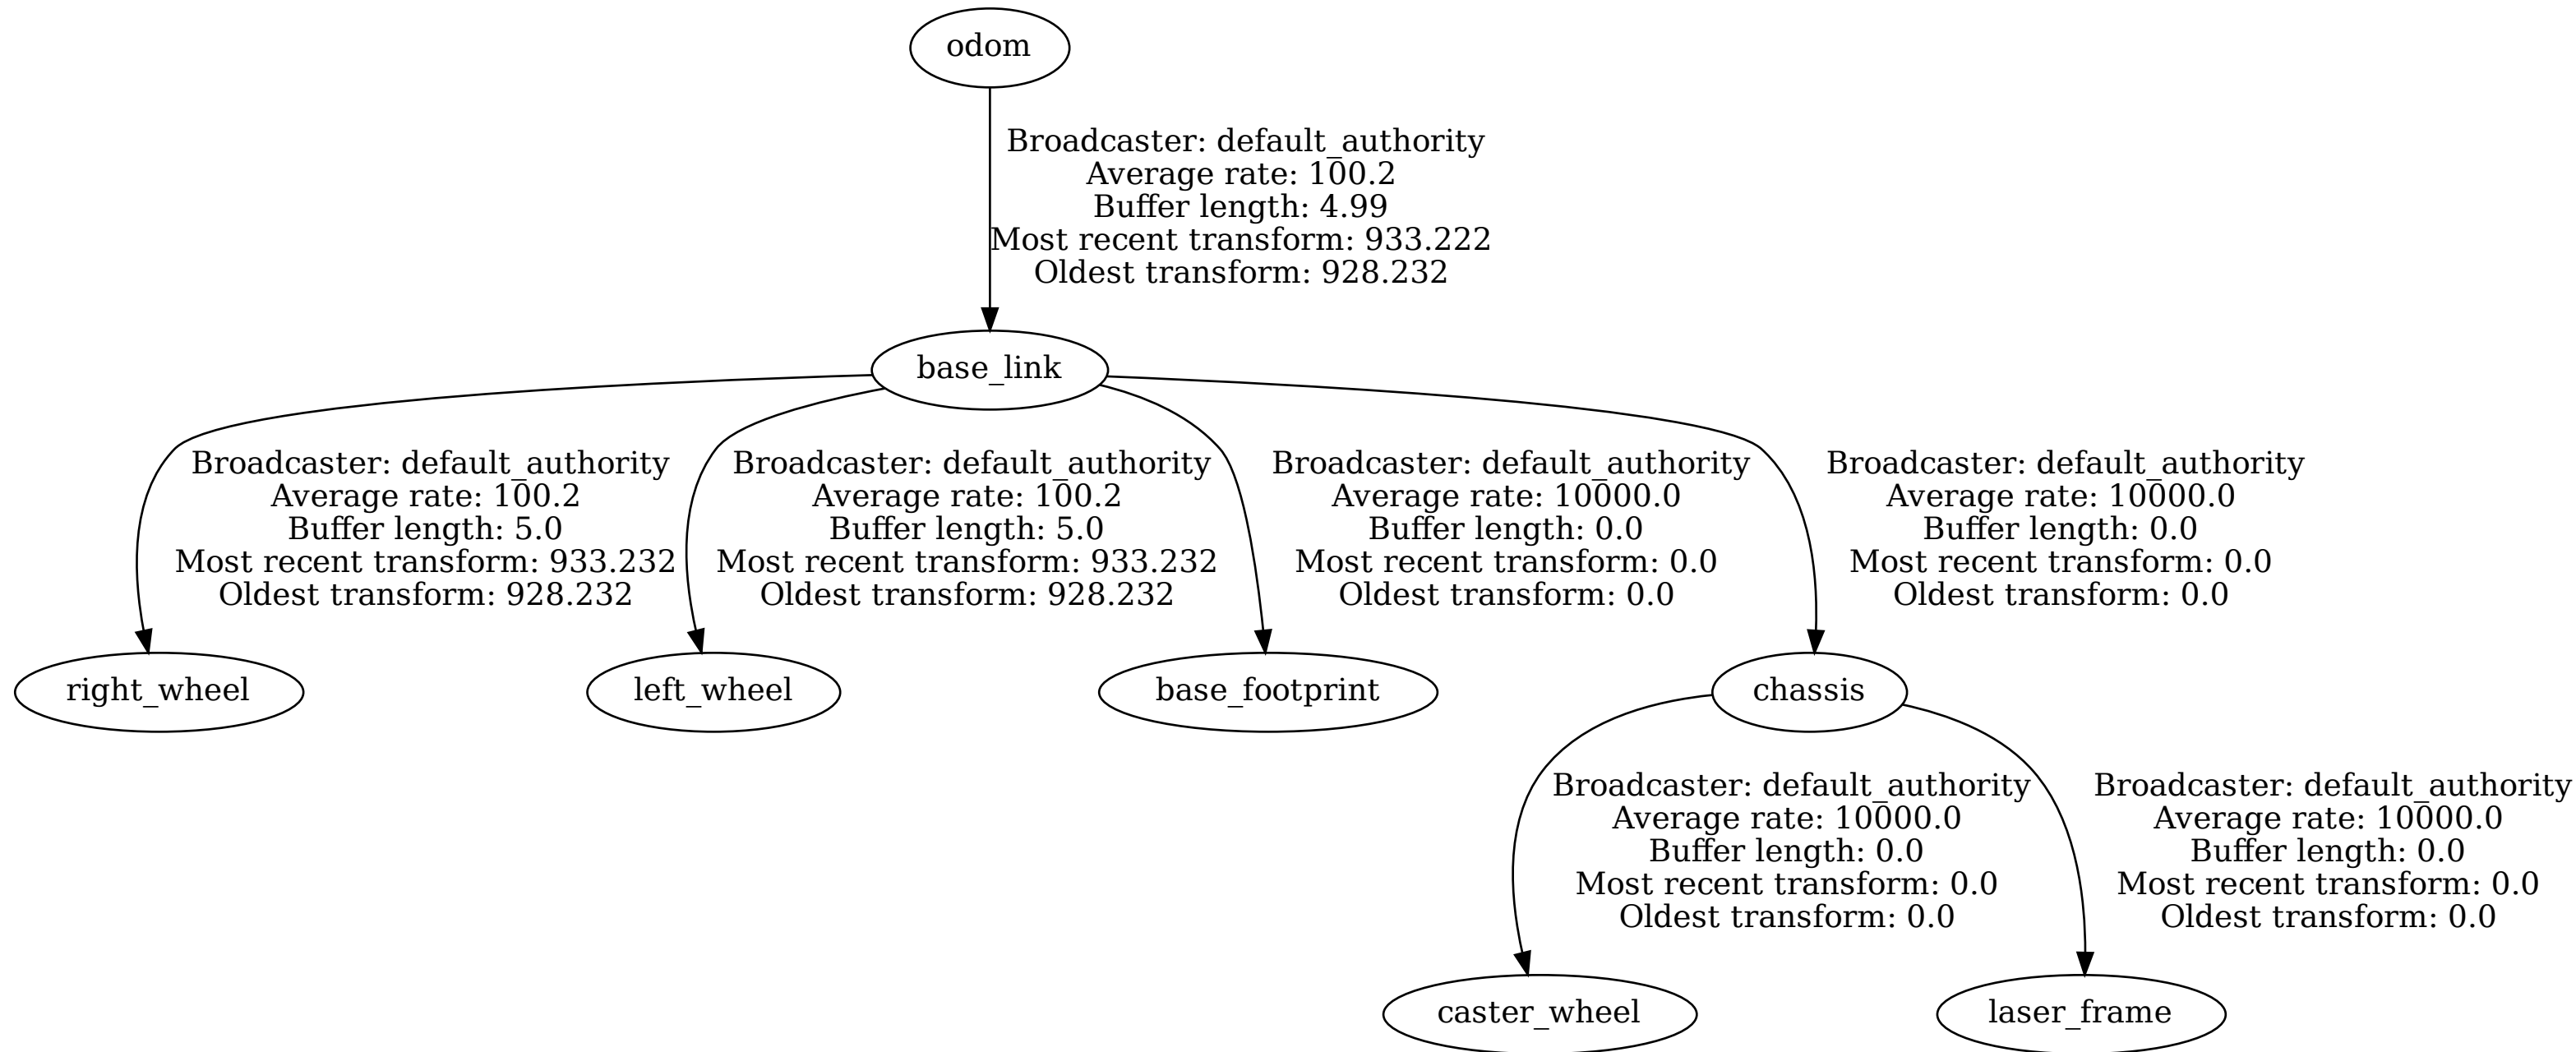 odom
Broadcaster: default_authority
Average rate: 100.2
Buffer length: 4.99
Most recent transform: 933.222
Oldest transform: 928.232
base_link
Broadcaster: default_authority
Average rate: 100.2
Buffer length: 5.0
Most recent transform: 933.232
Oldest transform: 928.232
Broadcaster: default_authority
Average rate: 100.2
Buffer length: 5.0
Most recent transform: 933.232
Oldest transform: 928.232
Broadcaster: default_authority
Average rate: 10000.0
Buffer length: 0.0
Most recent transform: 0.0
Oldest transform: 0.0
Broadcaster: default_authority
Average rate: 10000.0
Buffer length: 0.0
Most recent transform: 0.0
Oldest transform: 0.0
right_wheel
left_wheel
base_footprint
chassis
Broadcaster: default_authority
Average rate: 10000.0
Buffer length: 0.0
Most recent transform: 0.0
Oldest transform: 0.0
Broadcaster: default_authority
Average rate: 10000.0
Buffer length: 0.0
Most recent transform: 0.0
Oldest transform: 0.0
caster_wheel
laser_frame